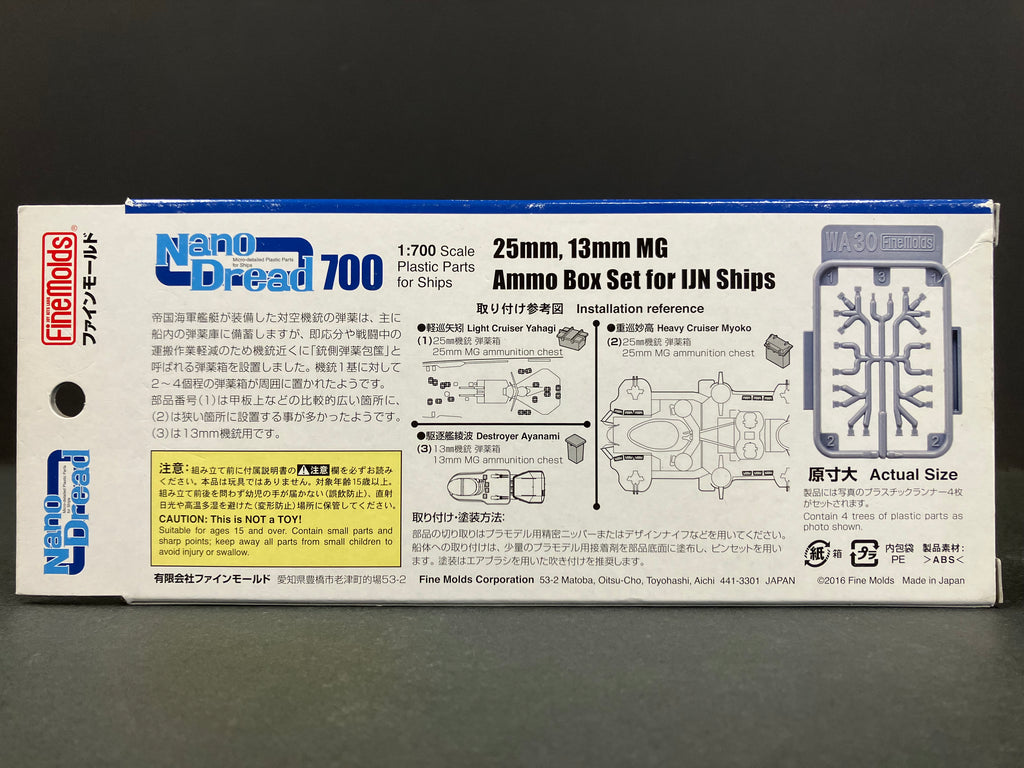 FineMolds®
ファインモールド
Nano
Dread
Micro-detailed Plastic Parts
for Ships
Nano
Dread 700
Micro-detailed Plastic Parts
for Ships
1:700 Scale
Plastic Parts
for Ships
25mm, 13mm MG
Ammo Box Set for IJN Ships
帝国海軍艦艇が装備した対空機銃の弾薬は、主に
船内の弾薬庫に備蓄しますが、即応分や戦闘中の
運搬作業軽減のため機銃近くに「銃側弾薬包筐」と
呼ばれる弾薬箱を設置しました。機銃1基に対して
2～4個程の弾薬箱が周囲に置かれたようです。
部品番号(1)は甲板上などの比較的広い箇所に、
(2)は狭い箇所に設置する事が多かったようです。
(3)は13mm機銃用です。
注意:組み立て前に付属説明書の⚠注意欄を必ずお読み
ください。本品は玩具ではありません。対象年齢15歳以上。
組み立て前後を問わず幼児の手が届かない(誤飲防止)、直射
日光や高温多湿を避けた(変形防止)場所に保管してください。
CAUTION: This is NOT a TOY!
Suitable for ages 15 and over. Contain small parts and
sharp points; keep away all parts from small children to
avoid injury or swallow.
取り付け参考図 Installation reference
●軽巡矢矧 Light Cruiser Yahagi
(1)25mm機銃 弾薬箱
25mm MG ammunition chest
●重巡妙高 Heavy Cruiser Myoko
(2)25mm機銃 弾薬箱
25mm MG ammunition chest
●駆逐艦綾波 Destroyer Ayanami
(3)13mm機銃 弾薬箱
13mm MG ammunition chest
取り付け・塗装方法:
部品の切り取りはプラモデル用精密ニッパーまたはデザインナイフなどを用いてください。
船体への取り付けは、少量のプラモデル用接着剤を部品底面に塗布し、ピンセットを用い
ます。塗装はエアブラシを用いた吹き付けを推奨します。
WA30 FineMolds
1 3 1
2 2
原寸大 Actual Size
製品には写真のプラスチックランナー4枚
がセットされます。
Contain 4 trees of plastic parts as
photo shown.
紙 箱
プラ
内包袋
PE
製品素材:
>ABS<
有限会社ファインモールド 愛知県豊橋市老津町的場53-2
Fine Molds Corporation 53-2 Matoba, Oitsu-Cho, Toyohashi, Aichi 441-3301 JAPAN
©2016 Fine Molds Made in Japan